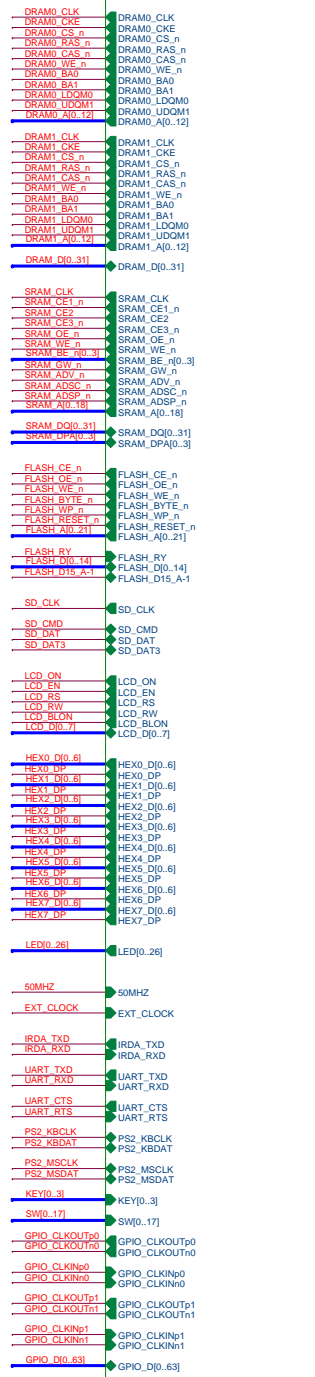 DRAM0_CLK DRAM0_CLK
DRAM0_CKE DRAM0_CKE
DRAM0_CS_n DRAM0_CS_n
DRAM0_RAS_n DRAM0_RAS_n
DRAM0_CAS_n DRAM0_CAS_n
DRAM0_WE_n DRAM0_WE_n
DRAM0_BA0 DRAM0_BA0
DRAM0_BA1 DRAM0_BA1
DRAM0_LDQM0 DRAM0_LDQM0
DRAM0_UDQM1 DRAM0_UDQM1
DRAM0_A[0..12] DRAM0_A[0..12]
DRAM1_CLK DRAM1_CLK
DRAM1_CKE DRAM1_CKE
DRAM1_CS_n DRAM1_CS_n
DRAM1_RAS_n DRAM1_RAS_n
DRAM1_CAS_n DRAM1_CAS_n
DRAM1_WE_n DRAM1_WE_n
DRAM1_BA0 DRAM1_BA0
DRAM1_BA1 DRAM1_BA1
DRAM1_LDQM0 DRAM1_LDQM0
DRAM1_UDQM1 DRAM1_UDQM1
DRAM1_A[0..12] DRAM1_A[0..12]
DRAM_D[0..31] DRAM_D[0..31]
SRAM_CLK SRAM_CLK
SRAM_CE1_n SRAM_CE1_n
SRAM_CE2 SRAM_CE2
SRAM_CE3_n SRAM_CE3_n
SRAM_OE_n SRAM_OE_n
SRAM_WE_n SRAM_WE_n
SRAM_BE_n[0..3] SRAM_BE_n[0..3]
SRAM_GW_n SRAM_GW_n
SRAM_ADV_n SRAM_ADV_n
SRAM_ADSC_n SRAM_ADSC_n
SRAM_ADSP_n SRAM_ADSP_n
SRAM_A[0..18] SRAM_A[0..18]
SRAM_DQ[0..31] SRAM_DQ[0..31]
SRAM_DPA[0..3] SRAM_DPA[0..3]
FLASH_CE_n FLASH_CE_n
FLASH_OE_n FLASH_OE_n
FLASH_WE_n FLASH_WE_n
FLASH_BYTE_n FLASH_BYTE_n
FLASH_WP_n FLASH_WP_n
FLASH_RESET_n FLASH_RESET_n
FLASH_A[0..21] FLASH_A[0..21]
FLASH_RY FLASH_RY
FLASH_D[0..14] FLASH_D[0..14]
FLASH_D15_A-1 FLASH_D15_A-1
SD_CLK SD_CLK
SD_CMD SD_CMD
SD_DAT SD_DAT
SD_DAT3 SD_DAT3
LCD_ON LCD_ON
LCD_EN LCD_EN
LCD_RS LCD_RS
LCD_RW LCD_RW
LCD_BLON LCD_BLON
LCD_D[0..7] LCD_D[0..7]
HEX0_D[0..6] HEX0_D[0..6]
HEX0_DP HEX0_DP
HEX1_D[0..6] HEX1_D[0..6]
HEX1_DP HEX1_DP
HEX2_D[0..6] HEX2_D[0..6]
HEX2_DP HEX2_DP
HEX3_D[0..6] HEX3_D[0..6]
HEX3_DP HEX3_DP
HEX4_D[0..6] HEX4_D[0..6]
HEX4_DP HEX4_DP
HEX5_D[0..6] HEX5_D[0..6]
HEX5_DP HEX5_DP
HEX6_D[0..6] HEX6_D[0..6]
HEX6_DP HEX6_DP
HEX7_D[0..6] HEX7_D[0..6]
HEX7_DP HEX7_DP
LED[0..26] LED[0..26]
50MHZ 50MHZ
EXT_CLOCK EXT_CLOCK
IRDA_TXD IRDA_TXD
IRDA_RXD IRDA_RXD
UART_TXD UART_TXD
UART_RXD UART_RXD
UART_CTS UART_CTS
UART_RTS UART_RTS
PS2_KBCLK PS2_KBCLK
PS2_KBDAT PS2_KBDAT
PS2_MSCLK PS2_MSCLK
PS2_MSDAT PS2_MSDAT
KEY[0..3] KEY[0..3]
SW[0..17] SW[0..17]
GPIO_CLKOUTp0 GPIO_CLKOUTp0
GPIO_CLKOUTn0 GPIO_CLKOUTn0
GPIO_CLKINp0 GPIO_CLKINp0
GPIO_CLKINn0 GPIO_CLKINn0
GPIO_CLKOUTp1 GPIO_CLKOUTp1
GPIO_CLKOUTn1 GPIO_CLKOUTn1
GPIO_CLKINp1 GPIO_CLKINp1
GPIO_CLKINn1 GPIO_CLKINn1
GPIO_D[0..63] GPIO_D[0..63]